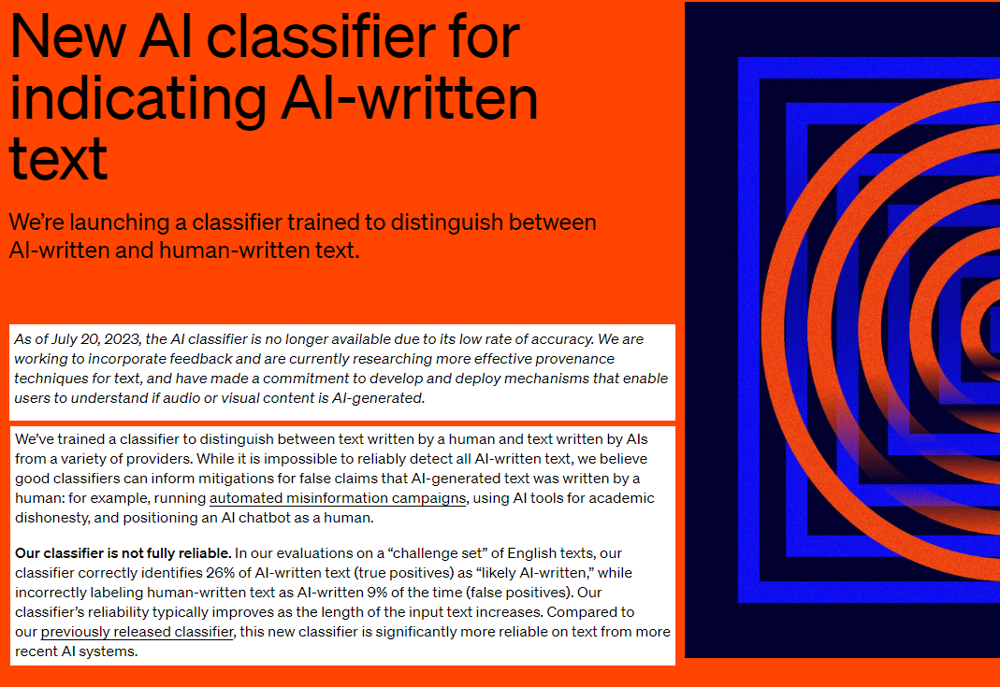 New AI classifier for
indicating AI-written
text
We’re launching a classifier trained to distinguish between
AI-written and human-written text.
As of July 20, 2023, the AI classifier is no longer available due to its low rate of accuracy. We are
working to incorporate feedback and are currently researching more effective provenance
techniques for text, and have made a commitment to develop and deploy mechanisms that enable
users to understand if audio or visual content is AI-generated.
We’ve trained a classifier to distinguish between text written by a human and text written by AIs
from a variety of providers. While it is impossible to reliably detect all AI-written text, we believe
good classifiers can inform mitigations for false claims that AI-generated text was written by a
human: for example, running automated misinformation campaigns, using AI tools for academic
dishonesty, and positioning an AI chatbot as a human.
Our classifier is not fully reliable. In our evaluations on a “challenge set” of English texts, our
classifier correctly identifies 26% of AI-written text (true positives) as “likely AI-written,” while
incorrectly labeling human-written text as AI-written 9% of the time (false positives). Our
classifier’s reliability typically improves as the length of the input text increases. Compared to
our previously released classifier, this new classifier is significantly more reliable on text from more
recent AI systems.